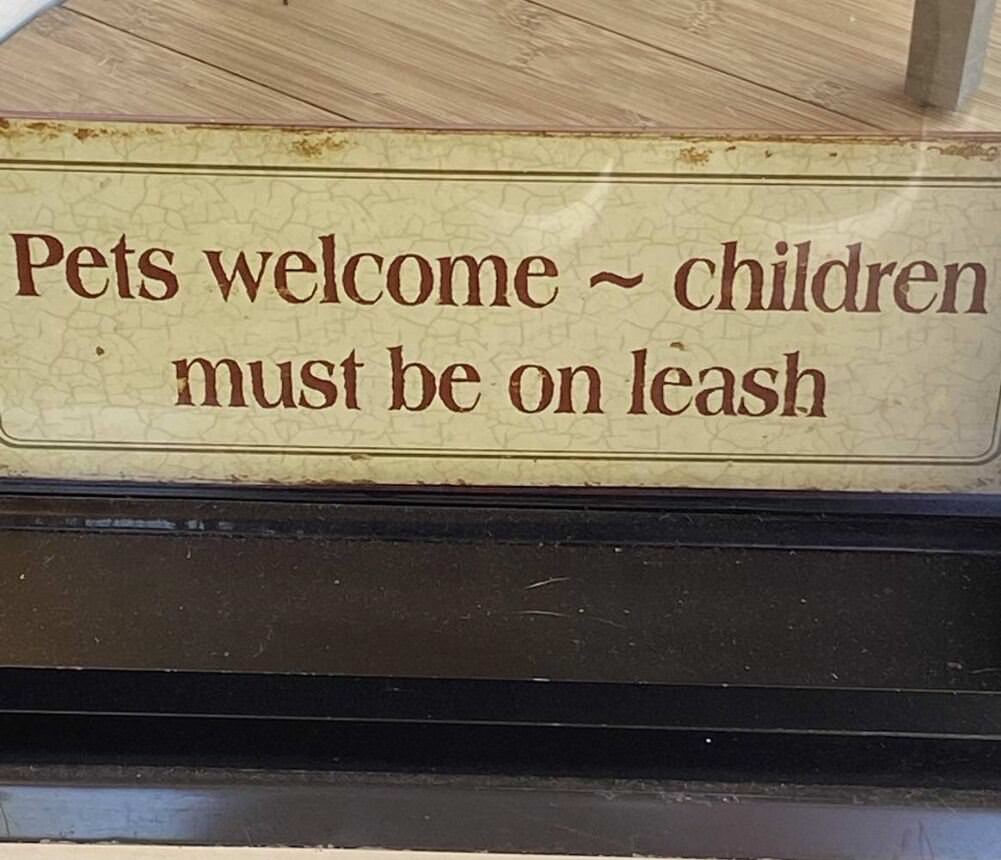 Pets welcome ~ children
must be on leash